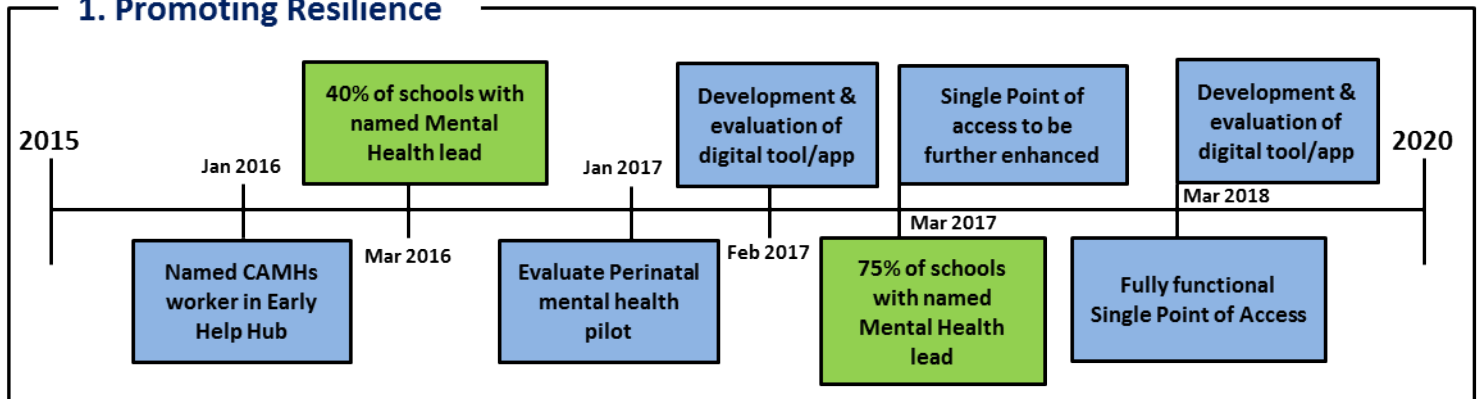 1. Promoting Resilience
2015
Jan 2016
Named CAMHs
worker in Early
Help Hub
40% of schools with
named Mental
Health lead
Mar 2016
Jan 2017
Evaluate Perinatal
mental health
pilot
Development &
evaluation of
digital tool/app
Feb 2017
Single Point of
access to be
further enhanced
Mar 2017
75% of schools
with named
Mental Health
lead
Development &
evaluation of
digital tool/app
Mar 2018
Fully functional
Single Point of Access
2020